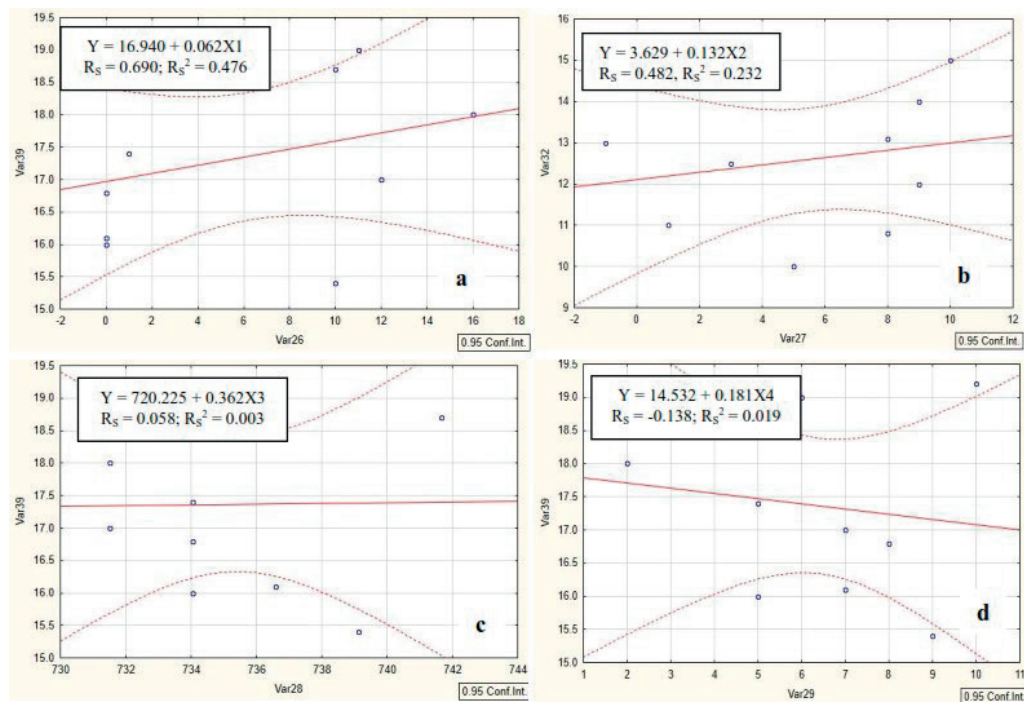 19.5
19.0
18.5
18.0
17.5
17.0
16.5
16.0
15.5
15.0
Var39
Y = 16.940 + 0.062X1
R_S = 0.690; R_S² = 0.476
a
-2 0 2 4 6 8 10 12 14 16 18
Var26
0.95 Conf.Int.
16
15
14
13
12
11
10
9
Var32
Y = 3.629 + 0.132X2
R_S = 0.482, R_S² = 0.232
b
-2 0 2 4 6 8 10 12
Var27
0.95 Conf.Int.
19.5
19.0
18.5
18.0
17.5
17.0
16.5
16.0
15.5
15.0
Var39
Y = 720.225 + 0.362X3
R_S = 0.058; R_S² = 0.003
c
730 732 734 736 738 740 742 744
Var28
0.95 Conf.Int.
19.5
19.0
18.5
18.0
17.5
17.0
16.5
16.0
15.5
15.0
Var39
Y = 14.532 + 0.181X4
R_S = -0.138; R_S² = 0.019
d
1 2 3 4 5 6 7 8 9 10 11
Var29
0.95 Conf.Int.